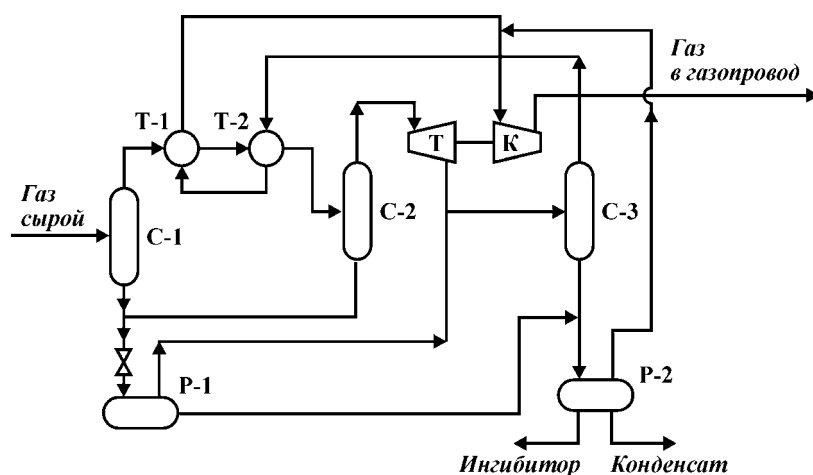 Газ
в газопровод
Т-1
Т-2
Т
К
Газ
сырой
С-1
С-2
С-3
Р-1
Р-2
Ингибитор
Конденсат